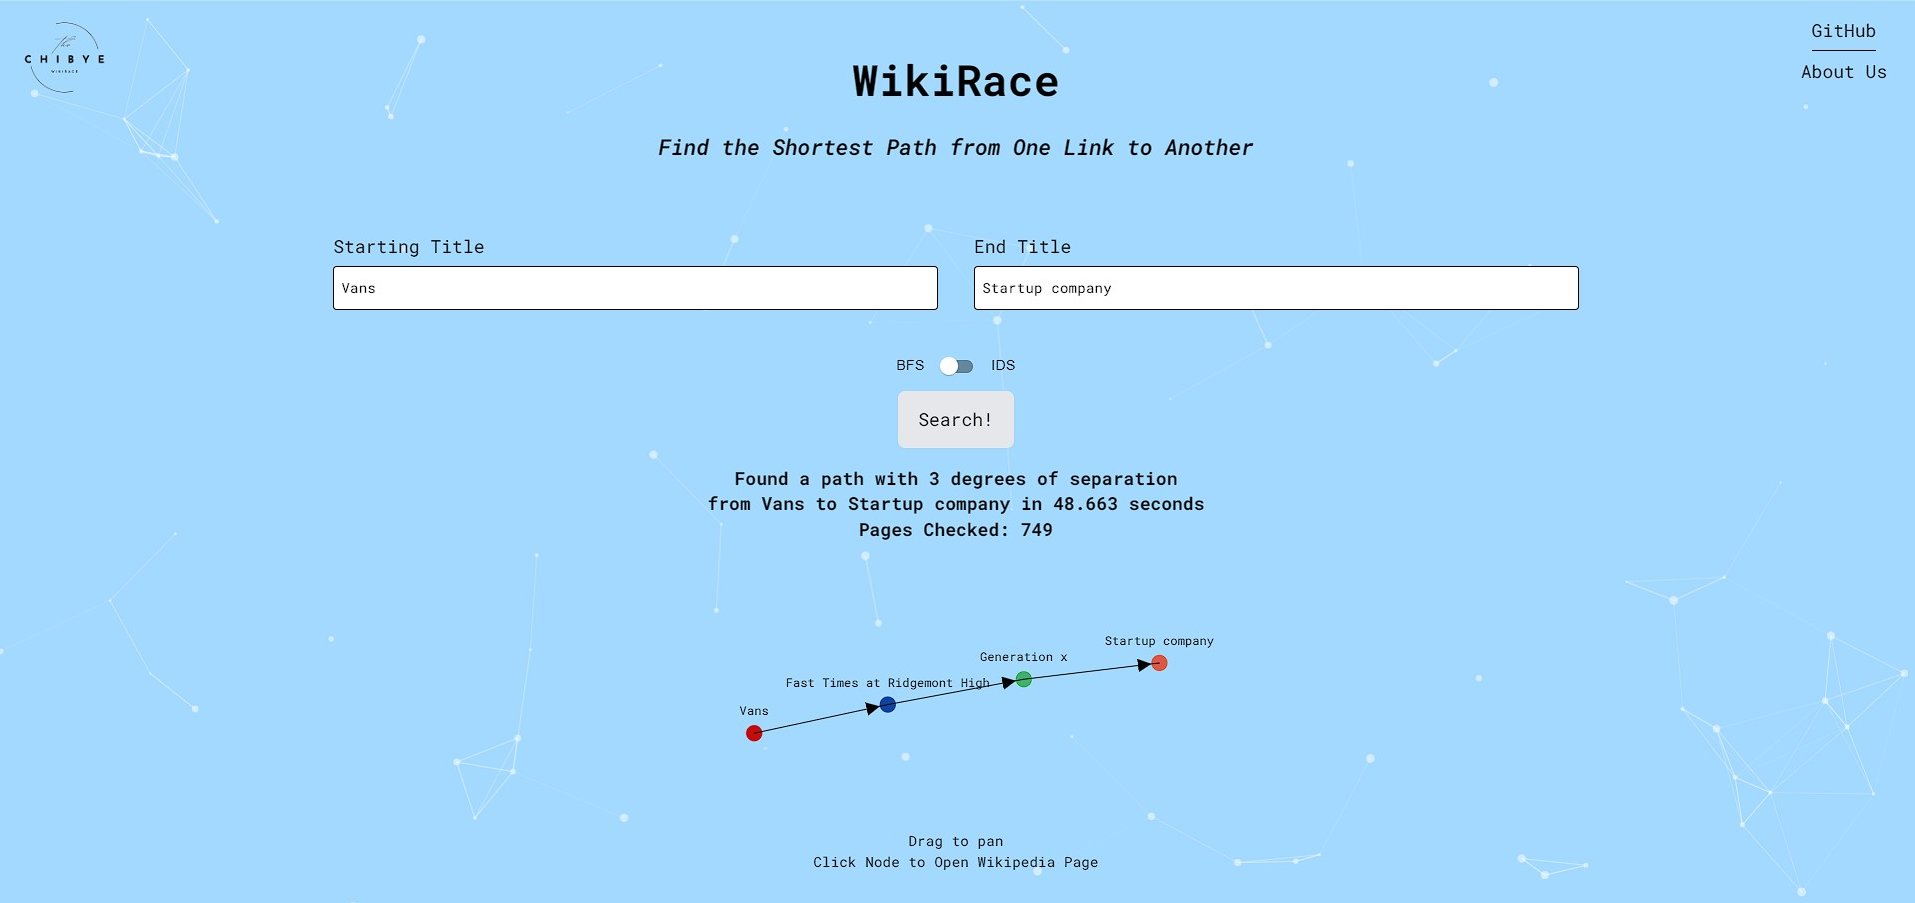 The
CHIBYE
WIKIRACE
GitHub
About Us
WikiRace
Find the Shortest Path from One Link to Another
Starting Title
End Title
Vans
Startup company
BFS
IDS
Search!
Found a path with 3 degrees of separation
from Vans to Startup company in 48.663 seconds
Pages Checked: 749
Startup company
Generation x
Fast Times at Ridgemont High
Vans
Drag to pan
Click Node to Open Wikipedia Page